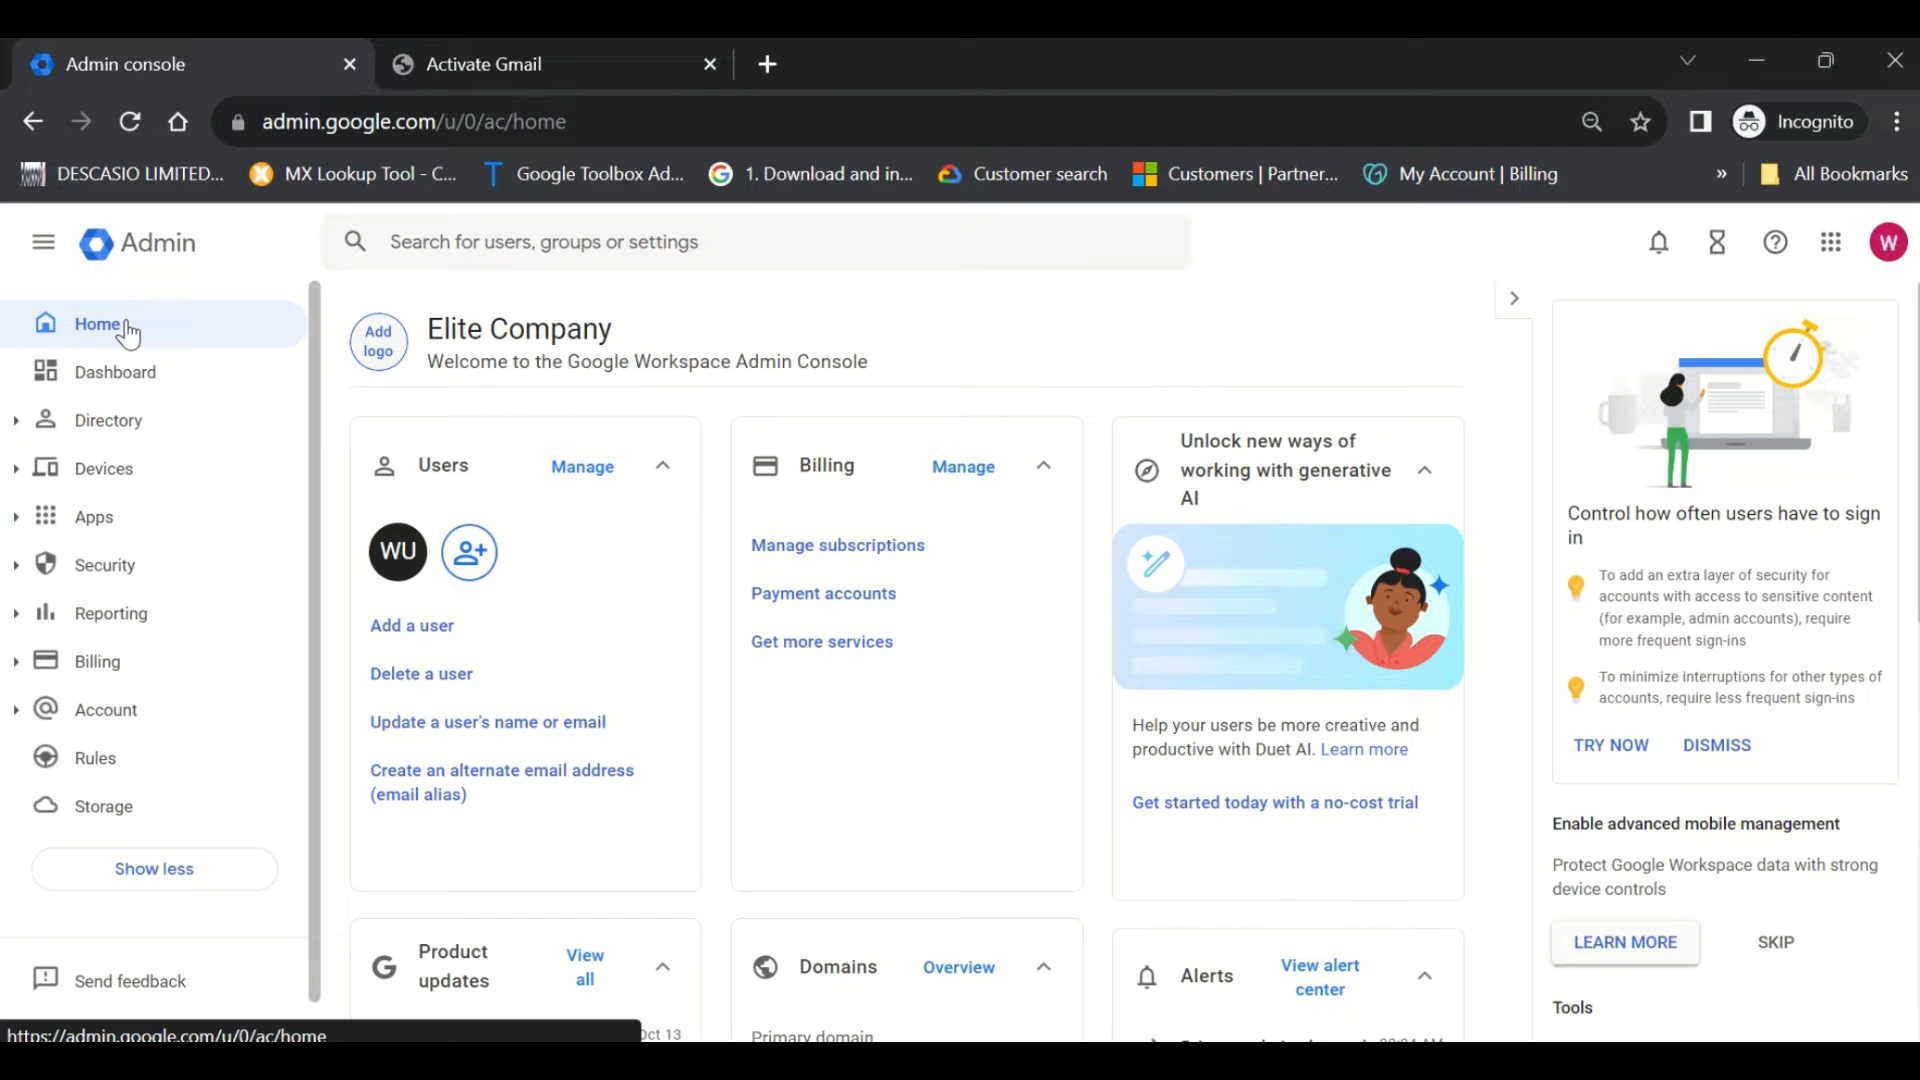 Admin console
Activate Gmail
admin.google.com/u/0/ac/home
Incognito
DESCASIO LIMITED...
MX Lookup Tool - C...
Google Toolbox Ad...
1. Download and in...
Customer search
Customers | Partner...
My Account | Billing
»
All Bookmarks
Admin
Search for users, groups or settings
W
Home
Dashboard
Directory
Devices
Apps
Security
Reporting
Billing
Account
Rules
Storage
Show less
Send feedback
https://admin.google.com/u/0/ac/home
Add
logo
Elite Company
Welcome to the Google Workspace Admin Console
Users
Manage
WU
Add a user
Delete a user
Update a user's name or email
Create an alternate email address
(email alias)
Billing
Manage
Manage subscriptions
Payment accounts
Get more services
Unlock new ways of
working with generative
AI
Help your users be more creative and
productive with Duet AI. Learn more
Get started today with a no-cost trial
Product
updates
View
all
Oct 13
Domains
Overview
Primary domain
Alerts
View alert
center
Control how often users have to sign
in
To add an extra layer of security for
accounts with access to sensitive content
(for example, admin accounts), require
more frequent sign-ins
To minimize interruptions for other types of
accounts, require less frequent sign-ins
TRY NOW
DISMISS
Enable advanced mobile management
Protect Google Workspace data with strong
device controls
LEARN MORE
SKIP
Tools